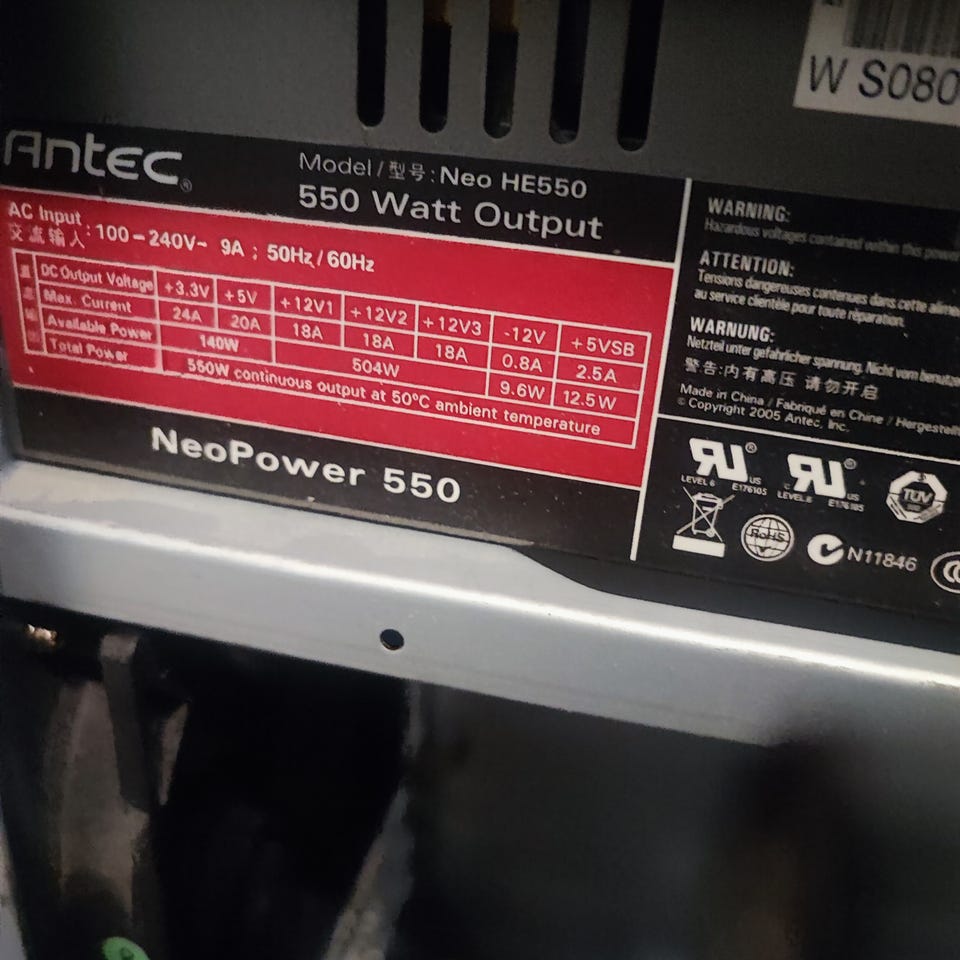 W S080
Antec®
Model / 型号 : Neo HE550
550 Watt Output
AC Input
交流输入 : 100 – 240V~ 9A ; 50Hz / 60Hz
DC Output Voltage +3.3V +5V +12V1 +12V2 +12V3 -12V +5VSB
Max. Current 24A 20A 18A 18A 18A 0.8A 2.5A
Available Power 140W 504W 9.6W 12.5W
Total Power 550W continuous output at 50°C ambient temperature
NeoPower 550
WARNING:
Hazardous voltages contained within this power
ATTENTION:
Tensions dangereuses contenues dans cette
au service clientèle pour toute réparation.
WARNUNG:
Netzteil unter gefährlicher spannung. Nicht vom
警告:内有高压 请勿开启
Made in China / Fabriqué en Chine / Hergestellt
© Copyright 2005 Antec, Inc.
RU® US LEVEL 6 E176105
c RU® US LEVEL 6 E176105
TUV
RoHS
N11846